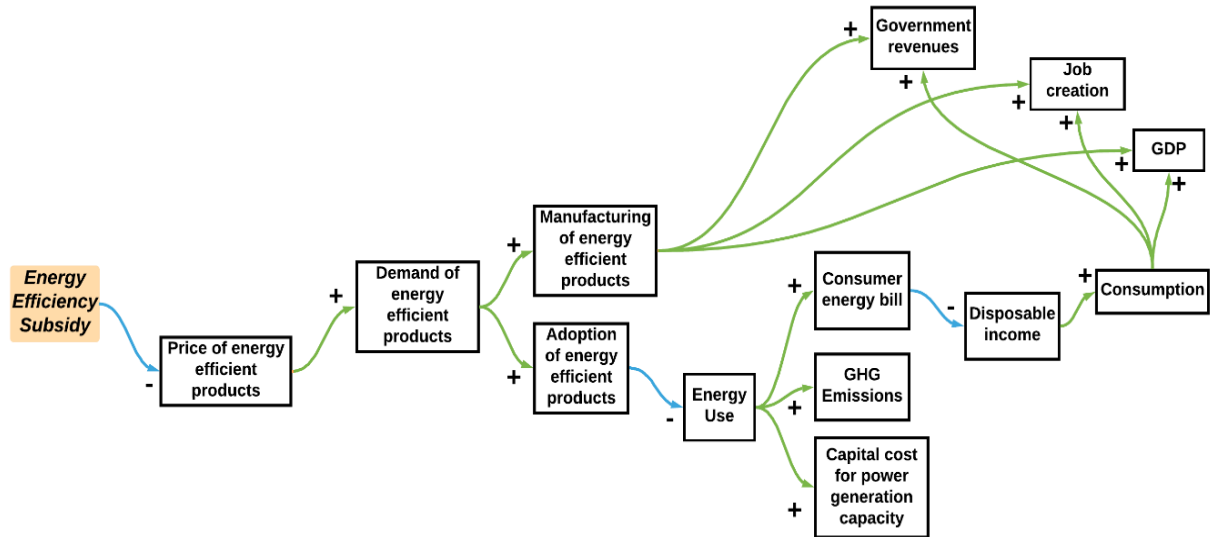 Energy
Efficiency
Subsidy
-
Price of energy
efficient
products
+
Demand of
energy
efficient
products
+
Manufacturing
of energy
efficient
products
+
Adoption
of energy
efficient
products
-
Energy
Use
+
Consumer
energy bill
+
GHG
Emissions
+
Capital cost
for power
generation
capacity
-
Disposable
income
+
Consumption
+
Government
revenues
+
+
Job
creation
+
+
GDP
+